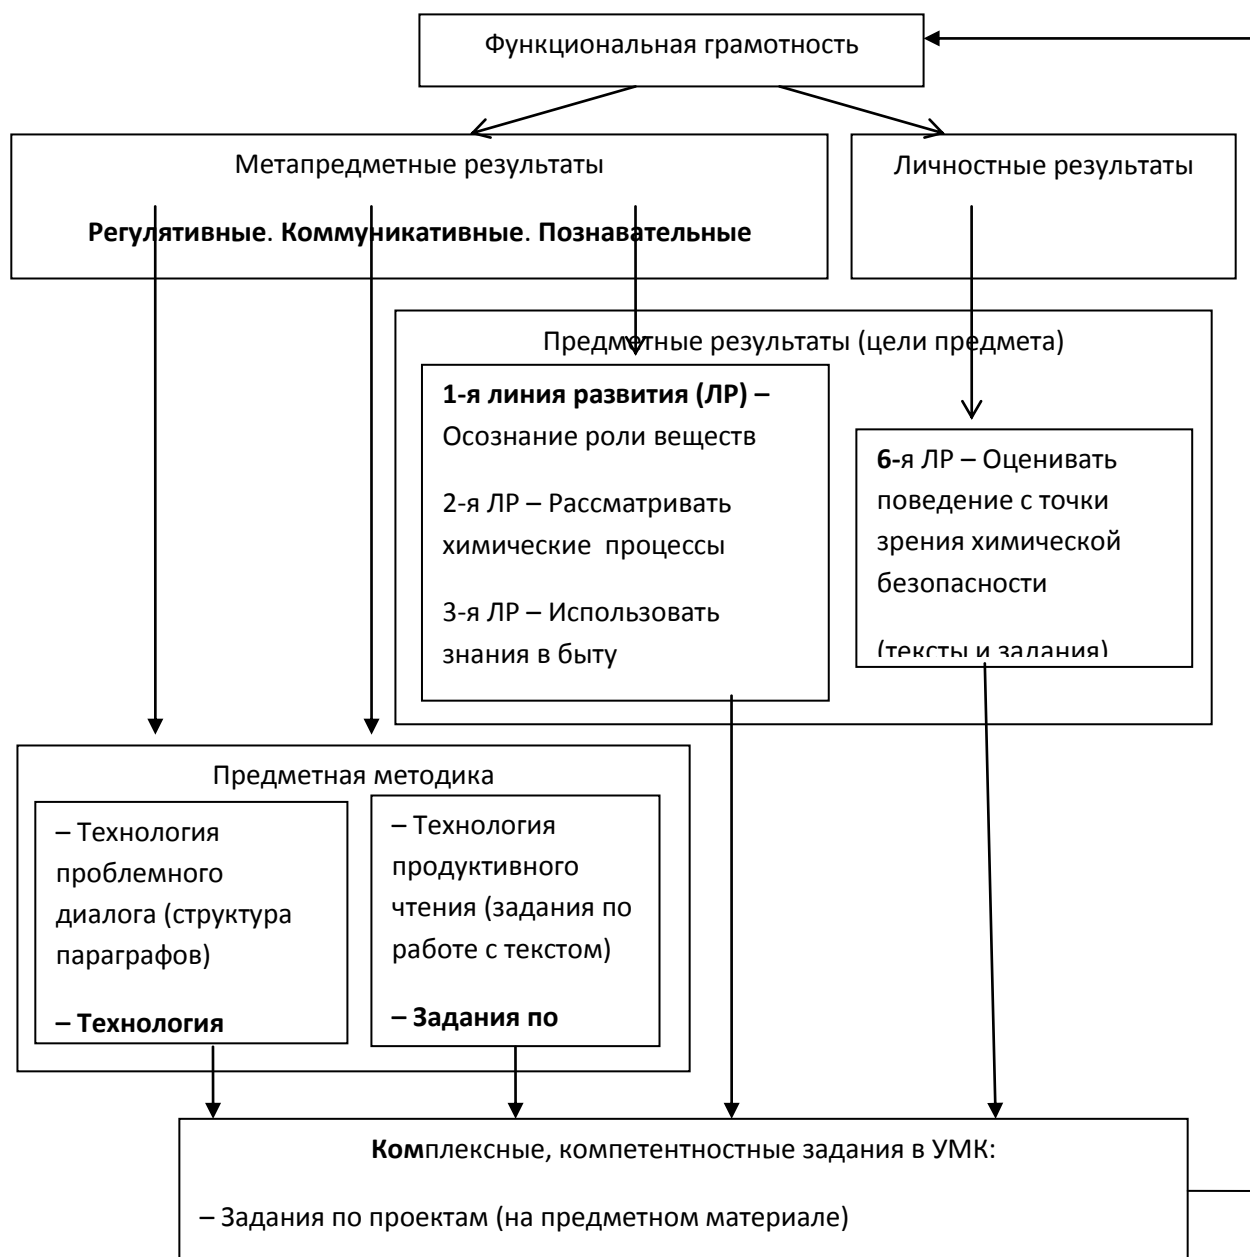 Функциональная грамотность
Метапредметные результаты
Регулятивные. Коммуникативные. Познавательные
Личностные результаты
Предметные результаты (цели предмета)
1-я линия развития (ЛР) –
Осознание роли веществ
2-я ЛР – Рассматривать
химические процессы
3-я ЛР – Использовать
знания в быту
6-я ЛР – Оценивать
поведение с точки
зрения химической
безопасности
(тексты и задания)
Предметная методика
– Технология
проблемного
диалога (структура
параграфов)
– Технология
– Технология
продуктивного
чтения (задания по
работе с текстом)
– Задания по
Комплексные, компетентностные задания в УМК:
– Задания по проектам (на предметном материале)